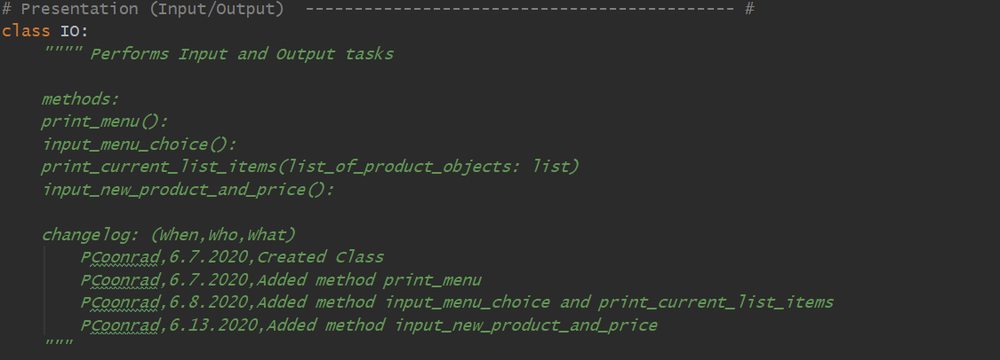 # Presentation (Input/Output)  -------------------------------------------- #
class IO:
    """" Performs Input and Output tasks

    methods:
    print_menu():
    input_menu_choice():
    print_current_list_items(list_of_product_objects: list)
    input_new_product_and_price():

    changelog: (When,Who,What)
        PCoonrad,6.7.2020,Created Class
        PCoonrad,6.7.2020,Added method print_menu
        PCoonrad,6.8.2020,Added method input_menu_choice and print_current_list_items
        PCoonrad,6.13.2020,Added method input_new_product_and_price
    """